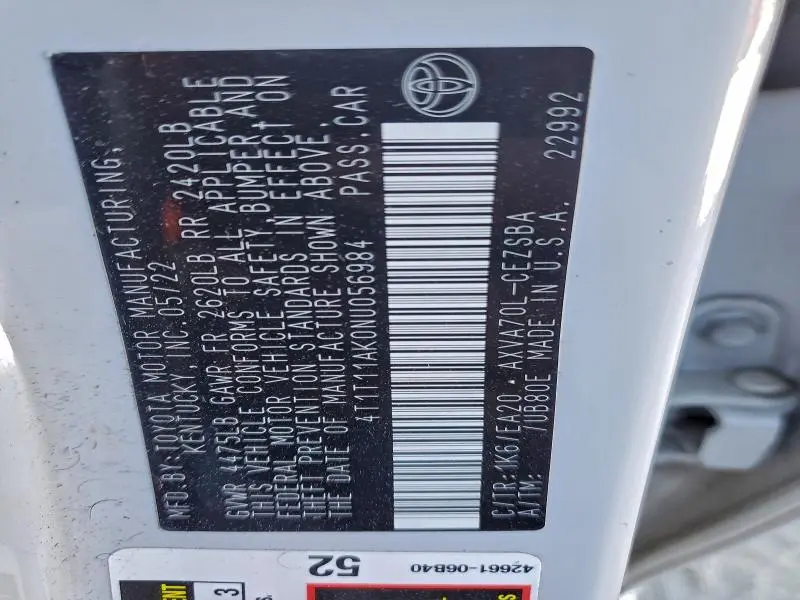 MFD.BY:TOYOTA MOTOR MANUFACTURING,
KENTUCKY, INC. 05/22
GVWR 4475LB GAWR FR 2620LB RR 2420LB
THIS VEHICLE CONFORMS TO ALL APPLICABLE
FEDERAL MOTOR VEHICLE SAFETY, BUMPER, AND
THEFT PREVENTION STANDARDS IN EFFECT ON
THE DATE OF MANUFACTURE SHOWN ABOVE.
4T1T11AK0NU056984 PASS.CAR
C/TR:1K6/EA20 AXVA70L-CEZSBA
A/TM: /UB80E MADE IN U.S.A. 22992
52
42661-06B40
3